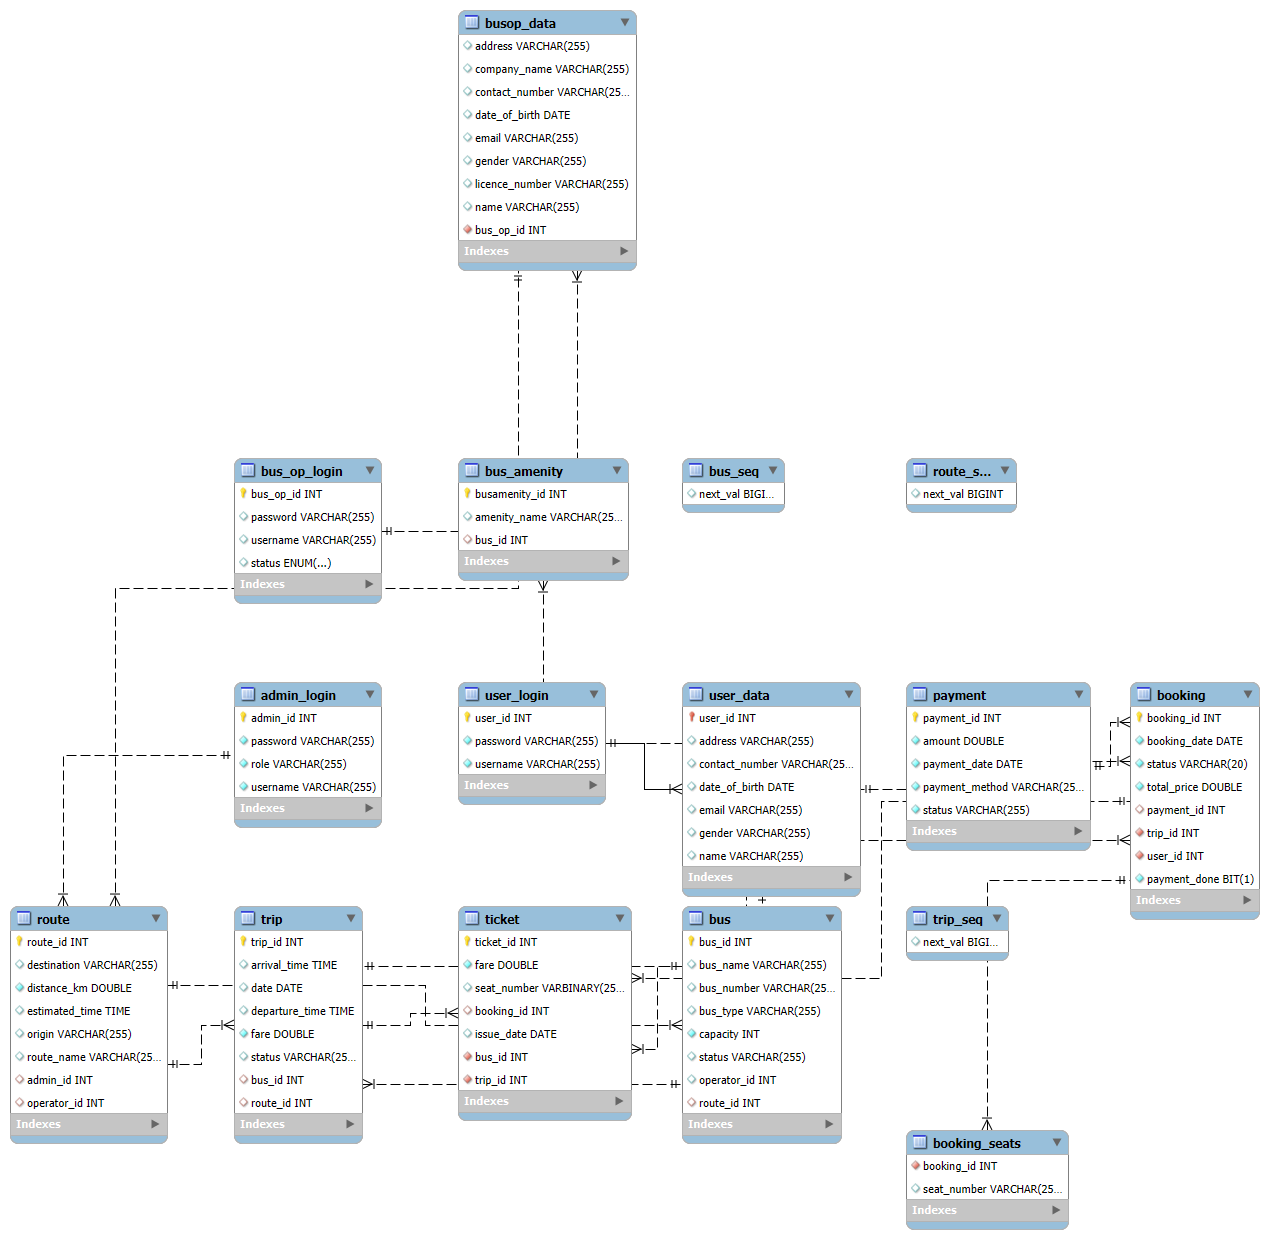 busop_data
address VARCHAR(255)
company_name VARCHAR(255)
contact_number VARCHAR(25...
date_of_birth DATE
email VARCHAR(255)
gender VARCHAR(255)
licence_number VARCHAR(255)
name VARCHAR(255)
bus_op_id INT
Indexes
bus_op_login
bus_op_id INT
password VARCHAR(255)
username VARCHAR(255)
status ENUM(...)
Indexes
bus_amenity
busamenity_id INT
amenity_name VARCHAR(25...
bus_id INT
Indexes
bus_seq
next_val BIGI...
route_s...
next_val BIGINT
admin_login
admin_id INT
password VARCHAR(255)
role VARCHAR(255)
username VARCHAR(255)
Indexes
user_login
user_id INT
password VARCHAR(255)
username VARCHAR(255)
Indexes
user_data
user_id INT
address VARCHAR(255)
contact_number VARCHAR(25...
date_of_birth DATE
email VARCHAR(255)
gender VARCHAR(255)
name VARCHAR(255)
Indexes
payment
payment_id INT
amount DOUBLE
payment_date DATE
payment_method VARCHAR(25...
status VARCHAR(255)
Indexes
booking
booking_id INT
booking_date DATE
status VARCHAR(20)
total_price DOUBLE
payment_id INT
trip_id INT
user_id INT
payment_done BIT(1)
Indexes
route
route_id INT
destination VARCHAR(255)
distance_km DOUBLE
estimated_time TIME
origin VARCHAR(255)
route_name VARCHAR(25...
admin_id INT
operator_id INT
Indexes
trip
trip_id INT
arrival_time TIME
date DATE
departure_time TIME
fare DOUBLE
status VARCHAR(25...
bus_id INT
route_id INT
Indexes
ticket
ticket_id INT
fare DOUBLE
seat_number VARBINARY(25...
booking_id INT
issue_date DATE
bus_id INT
trip_id INT
Indexes
bus
bus_id INT
bus_name VARCHAR(255)
bus_number VARCHAR(25...
bus_type VARCHAR(255)
capacity INT
status VARCHAR(255)
operator_id INT
route_id INT
Indexes
trip_seq
next_val BIGI...
booking_seats
booking_id INT
seat_number VARCHAR(25...
Indexes